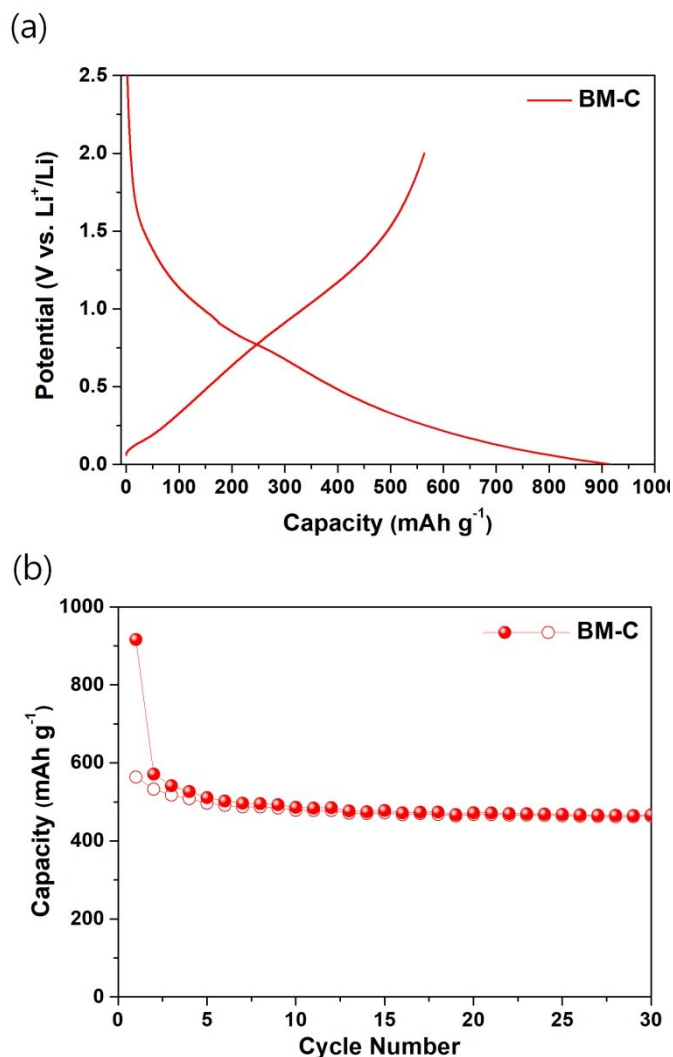 (a)
2.5
2.0
1.5
1.0
0.5
0.0
Potential (V vs. Li⁺/Li)
BM-C
0 100 200 300 400 500 600 700 800 900 1000
Capacity (mAh g⁻¹)
(b)
1000
800
600
400
200
0
Capacity (mAh g⁻¹)
BM-C
0 5 10 15 20 25 30
Cycle Number